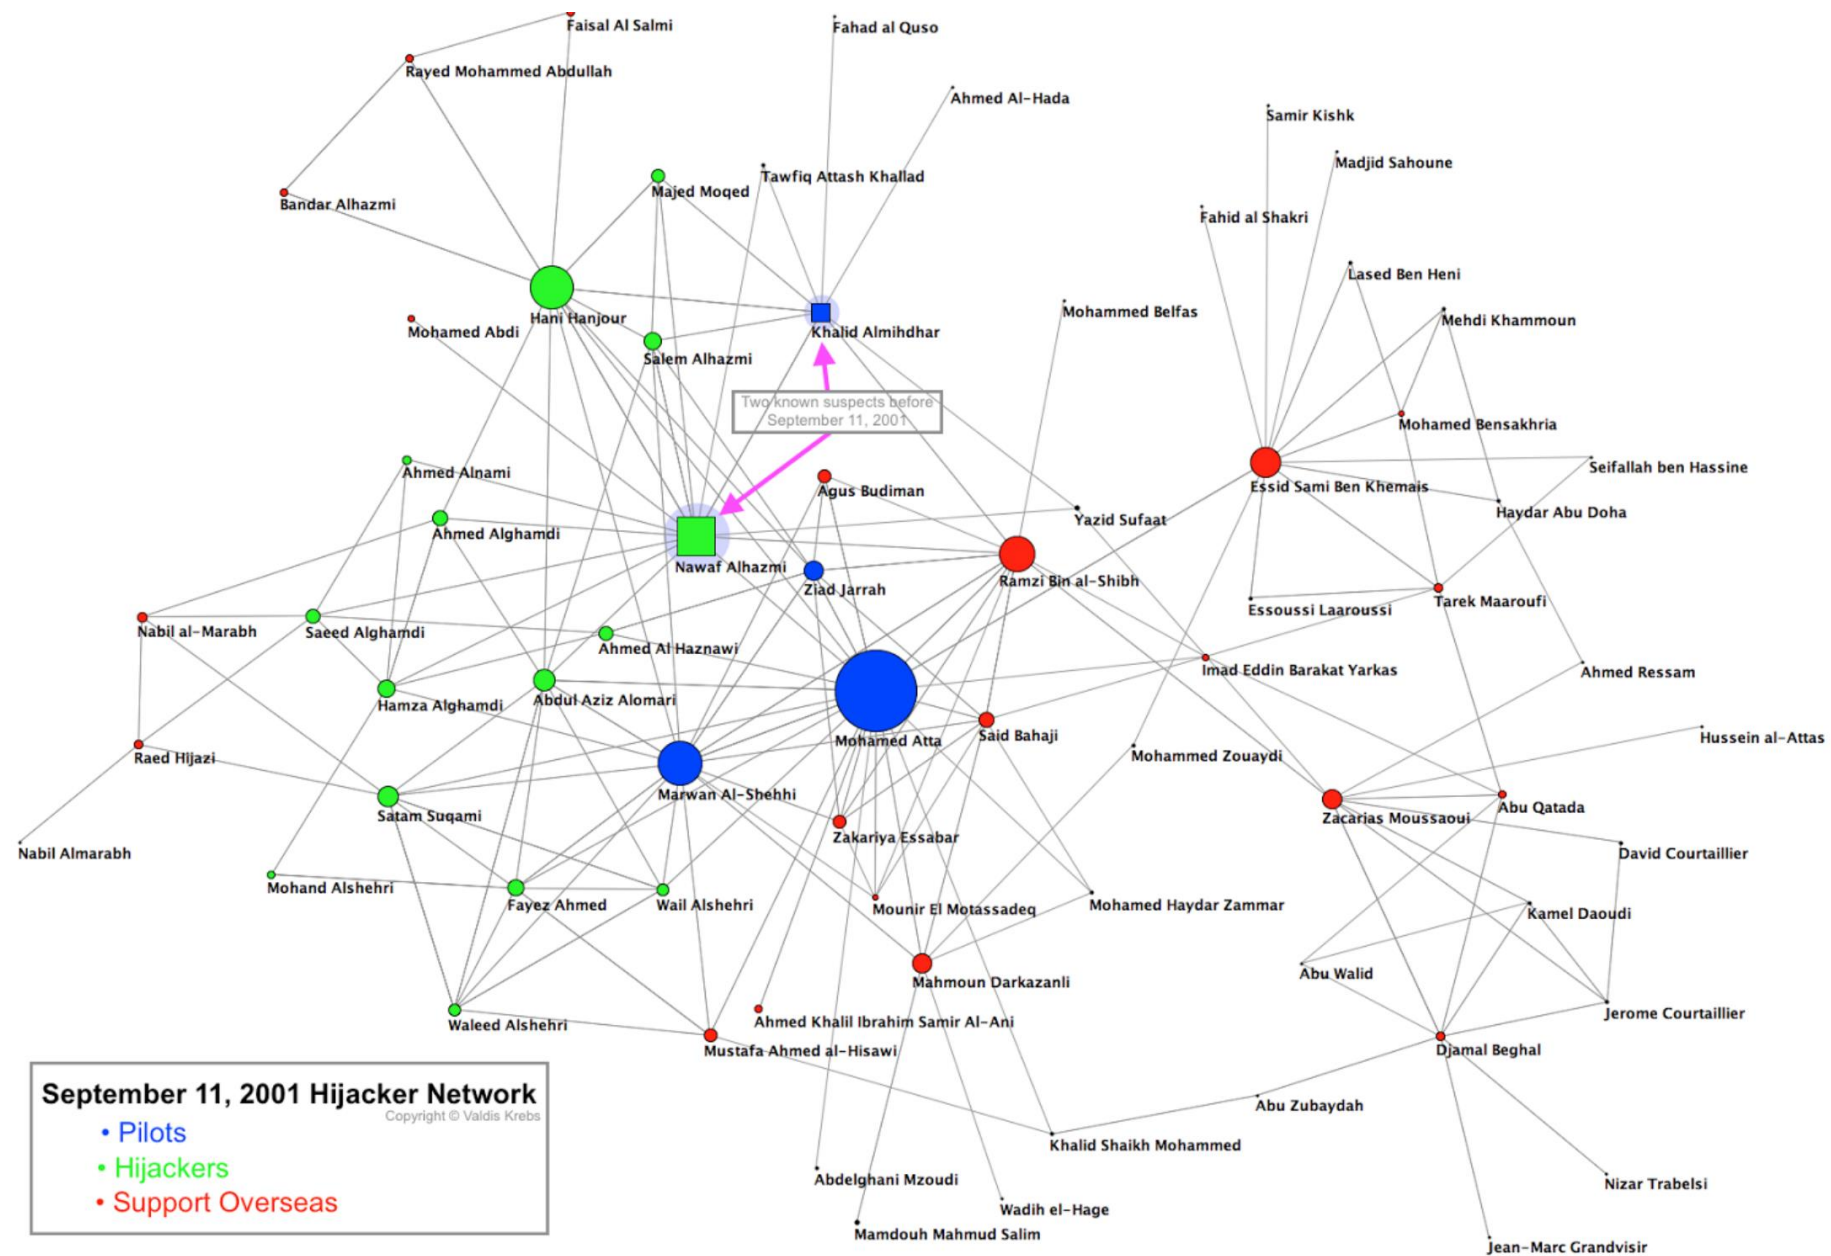 Faisal Al Salmi
Fahad al Quso
Rayed Mohammed Abdullah
Ahmed Al-Hada
Samir Kishk
Madjid Sahoune
Tawfiq Attash Khallad
Majed Moqed
Bandar Alhazmi
Fahid al Shakri
Lased Ben Heni
Mohammed Belfas
Hani Hanjour
Mehdi Khammoun
Mohamed Abdi
Khalid Almihdhar
Salem Alhazmi
Two known suspects before
September 11, 2001
Mohamed Bensakhria
Seifallah ben Hassine
Ahmed Alnami
Essid Sami Ben Khemais
Agus Budiman
Haydar Abu Doha
Yazid Sufaat
Ahmed Alghamdi
Nawaf Alhazmi
Ramzi Bin al-Shibh
Ziad Jarrah
Tarek Maaroufi
Essoussi Laaroussi
Nabil al-Marabh
Saeed Alghamdi
Ahmed Al Haznawi
Imad Eddin Barakat Yarkas
Ahmed Ressam
Abdul Aziz Alomari
Hamza Alghamdi
Said Bahaji
Hussein al-Attas
Mohamed Atta
Mohammed Zouaydi
Raed Hijazi
Marwan Al-Shehhi
Abu Qatada
Satam Suqami
Zacarias Moussaoui
Zakariya Essabar
Nabil Almarabh
David Courtaillier
Mohand Alshehri
Fayez Ahmed
Wail Alshehri
Mohamed Haydar Zammar
Mounir El Motassadeq
Kamel Daoudi
Abu Walid
Mahmoun Darkazanli
Jerome Courtaillier
Ahmed Khalil Ibrahim Samir Al-Ani
Waleed Alshehri
Mustafa Ahmed al-Hisawi
Djamal Beghal
Abu Zubaydah
Khalid Shaikh Mohammed
Abdelghani Mzoudi
Nizar Trabelsi
Wadih el-Hage
Mamdouh Mahmud Salim
Jean-Marc Grandvisir
September 11, 2001 Hijacker Network
Copyright © Valdis Krebs
• Pilots
• Hijackers
• Support Overseas